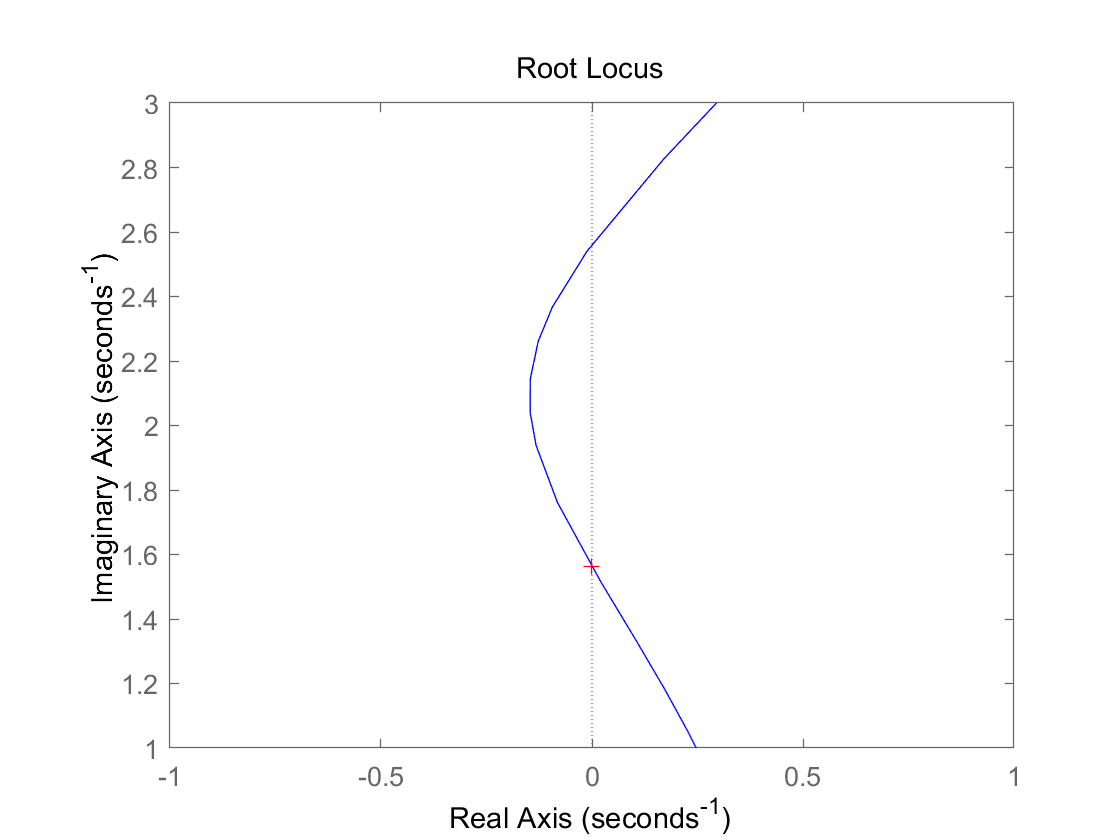 Root Locus
Imaginary Axis (seconds⁻¹)
3
2.8
2.6
2.4
2.2
2
1.8
1.6
1.4
1.2
1
-1 -0.5 0 0.5 1
Real Axis (seconds⁻¹)